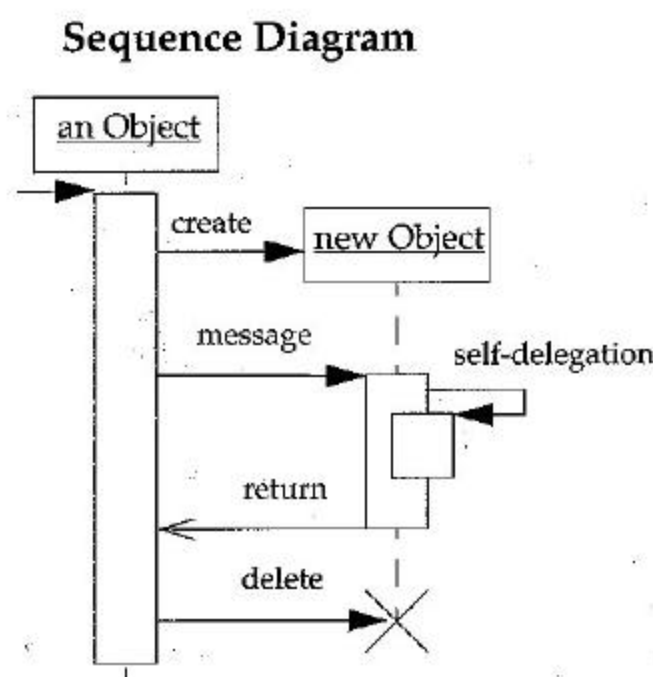 Sequence Diagram
an Object
create
new Object
message
self-delegation
return
delete